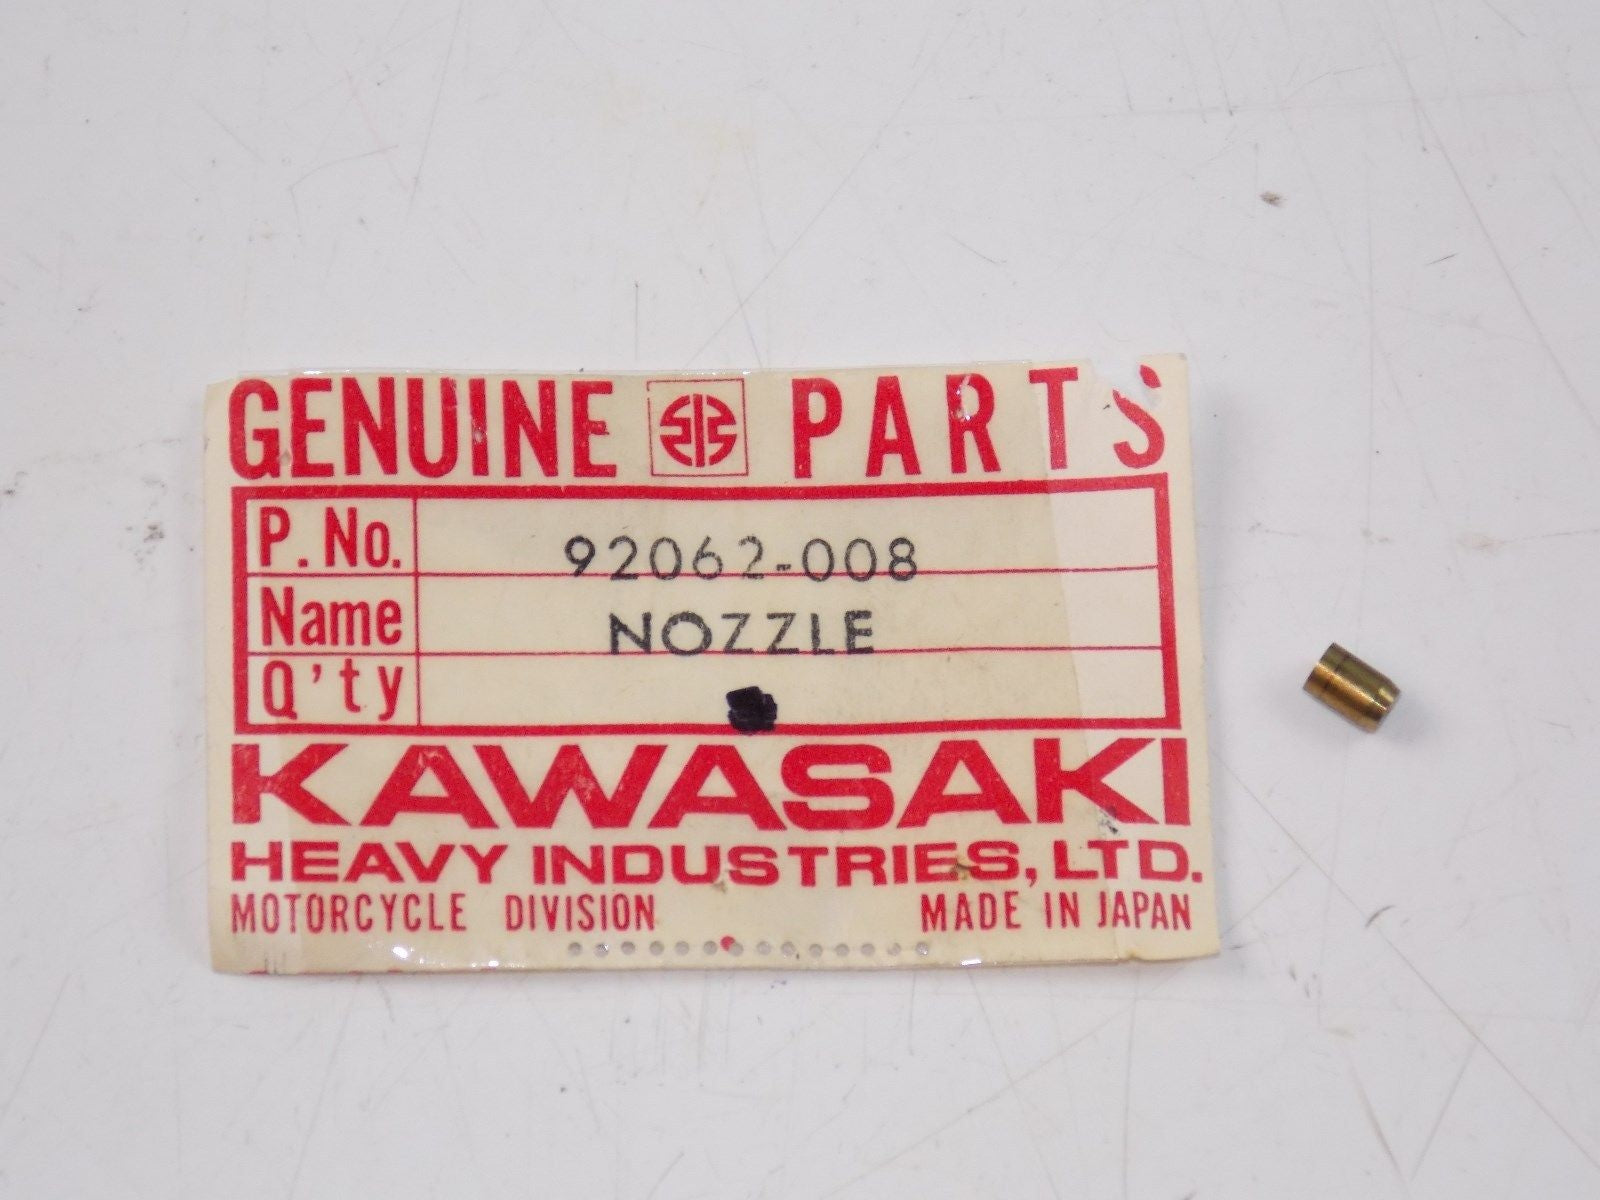 GENUINE PARTS
P. No. 92062-008
Name NOZZLE
Q'ty
KAWASAKI
HEAVY INDUSTRIES, LTD.
MOTORCYCLE DIVISION MADE IN JAPAN